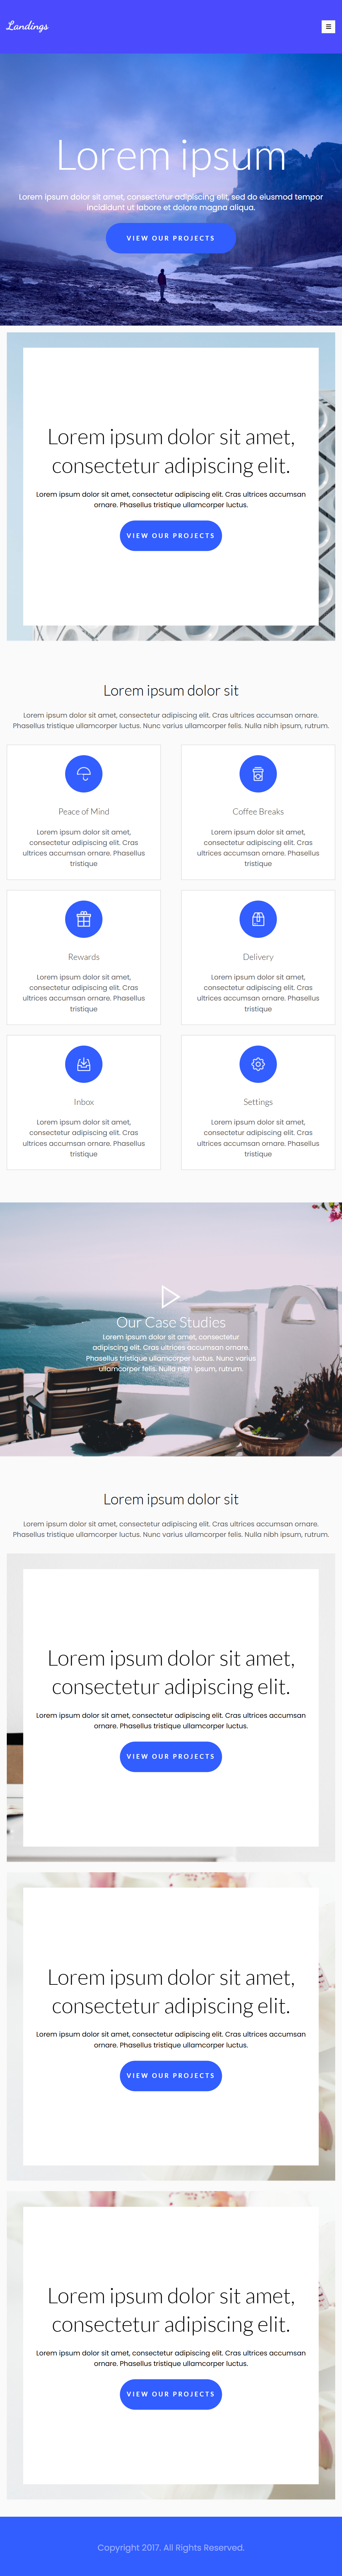 Landings
Lorem ipsum
Lorem ipsum dolor sit amet, consectetur adipiscing elit, sed do eiusmod tempor
incididunt ut labore et dolore magna aliqua.
VIEW OUR PROJECTS
Lorem ipsum dolor sit amet,
consectetur adipiscing elit.
Lorem ipsum dolor sit amet, consectetur adipiscing elit. Cras ultrices accumsan
ornare. Phasellus tristique ullamcorper luctus.
VIEW OUR PROJECTS
Lorem ipsum dolor sit
Lorem ipsum dolor sit amet, consectetur adipiscing elit. Cras ultrices accumsan ornare.
Phasellus tristique ullamcorper luctus. Nunc varius ullamcorper felis. Nulla nibh ipsum, rutrum.
Peace of Mind
Lorem ipsum dolor sit amet,
consectetur adipiscing elit. Cras
ultrices accumsan ornare. Phasellus
tristique
Coffee Breaks
Lorem ipsum dolor sit amet,
consectetur adipiscing elit. Cras
ultrices accumsan ornare. Phasellus
tristique
Rewards
Lorem ipsum dolor sit amet,
consectetur adipiscing elit. Cras
ultrices accumsan ornare. Phasellus
tristique
Delivery
Lorem ipsum dolor sit amet,
consectetur adipiscing elit. Cras
ultrices accumsan ornare. Phasellus
tristique
Inbox
Lorem ipsum dolor sit amet,
consectetur adipiscing elit. Cras
ultrices accumsan ornare. Phasellus
tristique
Settings
Lorem ipsum dolor sit amet,
consectetur adipiscing elit. Cras
ultrices accumsan ornare. Phasellus
tristique
Our Case Studies
Lorem ipsum dolor sit amet, consectetur
adipiscing elit. Cras ultrices accumsan ornare.
Phasellus tristique ullamcorper luctus. Nunc varius
ullamcorper felis. Nulla nibh ipsum, rutrum.
Lorem ipsum dolor sit
Lorem ipsum dolor sit amet, consectetur adipiscing elit. Cras ultrices accumsan ornare.
Phasellus tristique ullamcorper luctus. Nunc varius ullamcorper felis. Nulla nibh ipsum, rutrum.
Lorem ipsum dolor sit amet,
consectetur adipiscing elit.
Lorem ipsum dolor sit amet, consectetur adipiscing elit. Cras ultrices accumsan
ornare. Phasellus tristique ullamcorper luctus.
VIEW OUR PROJECTS
Lorem ipsum dolor sit amet,
consectetur adipiscing elit.
Lorem ipsum dolor sit amet, consectetur adipiscing elit. Cras ultrices accumsan
ornare. Phasellus tristique ullamcorper luctus.
VIEW OUR PROJECTS
Lorem ipsum dolor sit amet,
consectetur adipiscing elit.
Lorem ipsum dolor sit amet, consectetur adipiscing elit. Cras ultrices accumsan
ornare. Phasellus tristique ullamcorper luctus.
VIEW OUR PROJECTS
Copyright 2017. All Rights Reserved.